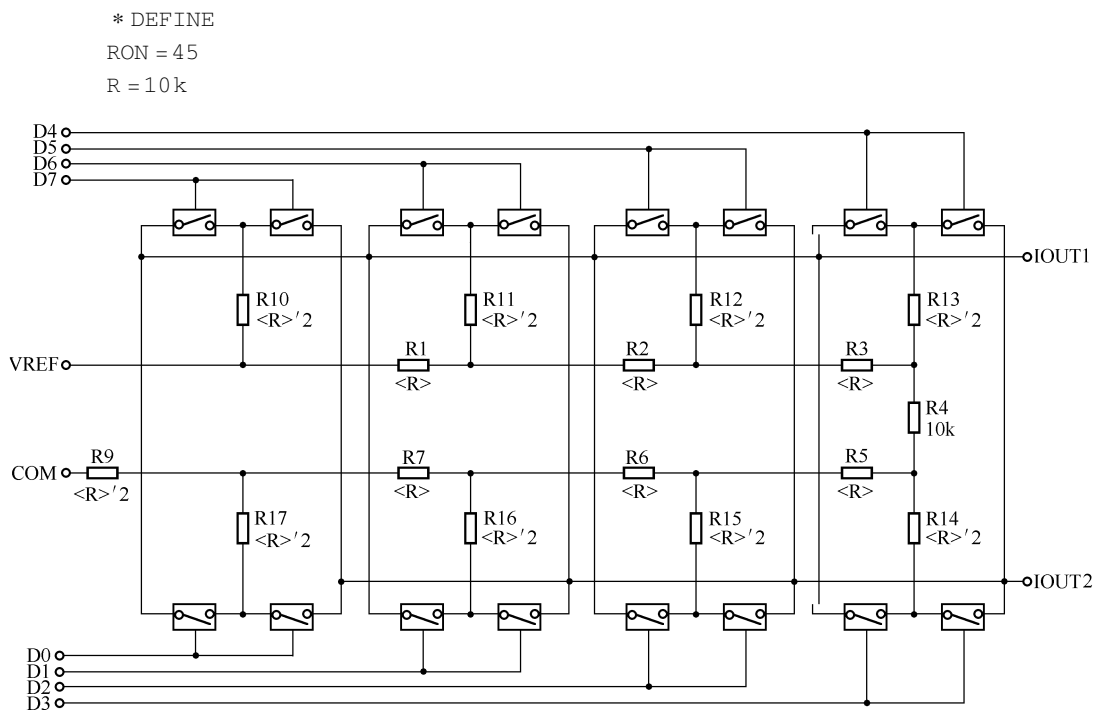 * DEFINE
RON = 45
R = 10k
D4
D5
D6
D7
IOUT1
R10
<R>′2
R11
<R>′2
R12
<R>′2
R13
<R>′2
VREF
R1
<R>
R2
<R>
R3
<R>
R4
10k
COM
R9
<R>′2
R7
<R>
R6
<R>
R5
<R>
R17
<R>′2
R16
<R>′2
R15
<R>′2
R14
<R>′2
IOUT2
D0
D1
D2
D3